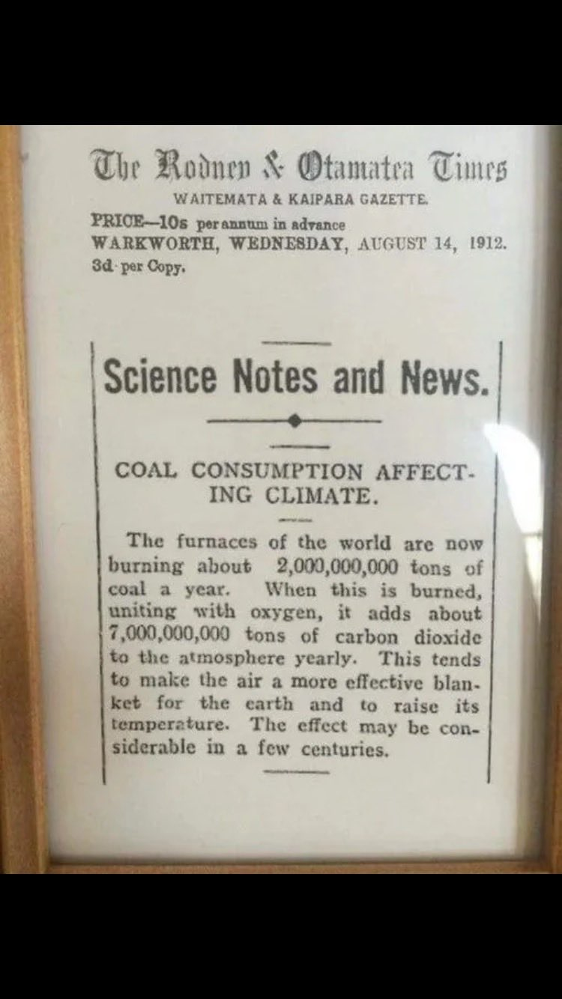 The Rodney & Otamatea Times
WAITEMATA & KAIPARA GAZETTE.
PRICE—10s per annum in advance
WARKWORTH, WEDNESDAY, AUGUST 14, 1912.
3d per Copy.
Science Notes and News.
COAL CONSUMPTION AFFECT-
ING CLIMATE.
The furnaces of the world are now
burning about 2,000,000,000 tons of
coal a year. When this is burned,
uniting with oxygen, it adds about
7,000,000,000 tons of carbon dioxide
to the atmosphere yearly. This tends
to make the air a more effective blan-
ket for the earth and to raise its
temperature. The effect may be con-
siderable in a few centuries.